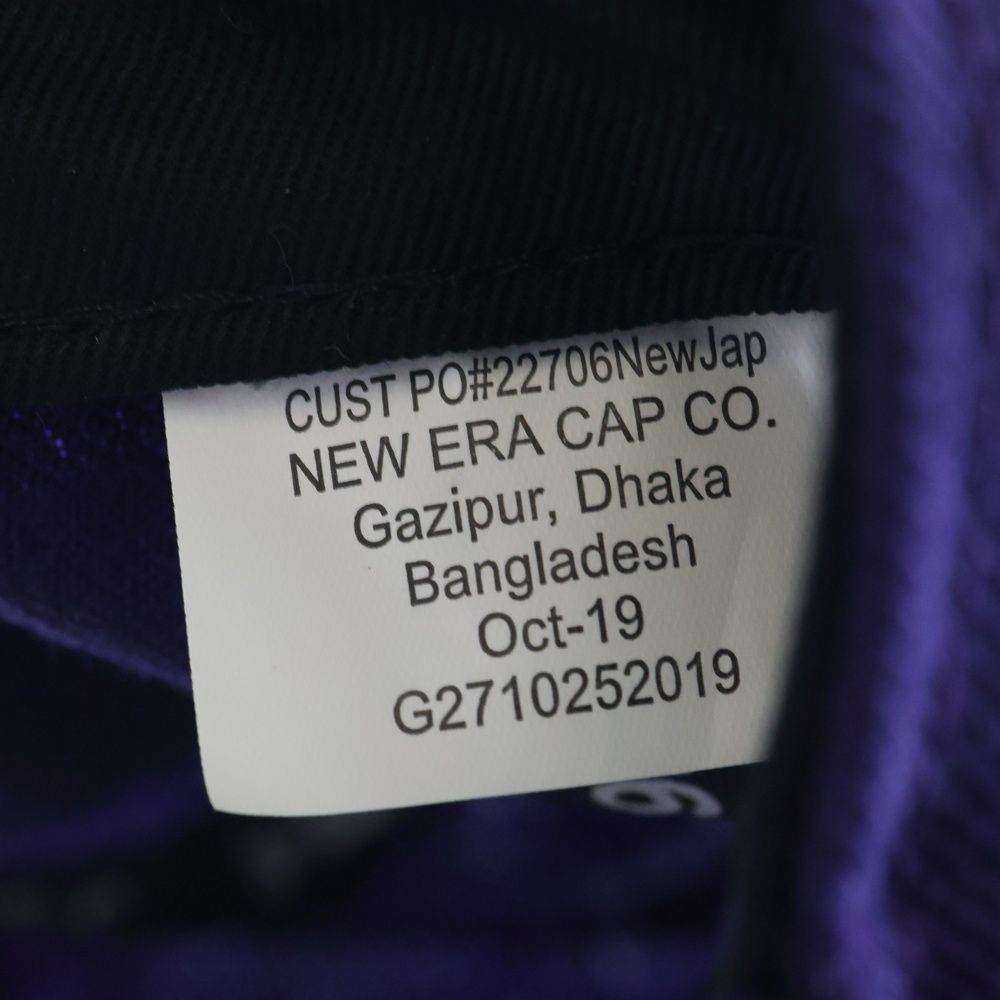 CUST PO#22706NewJap
NEW ERA CAP CO.
Gazipur, Dhaka
Bangladesh
Oct-19
G2710252019